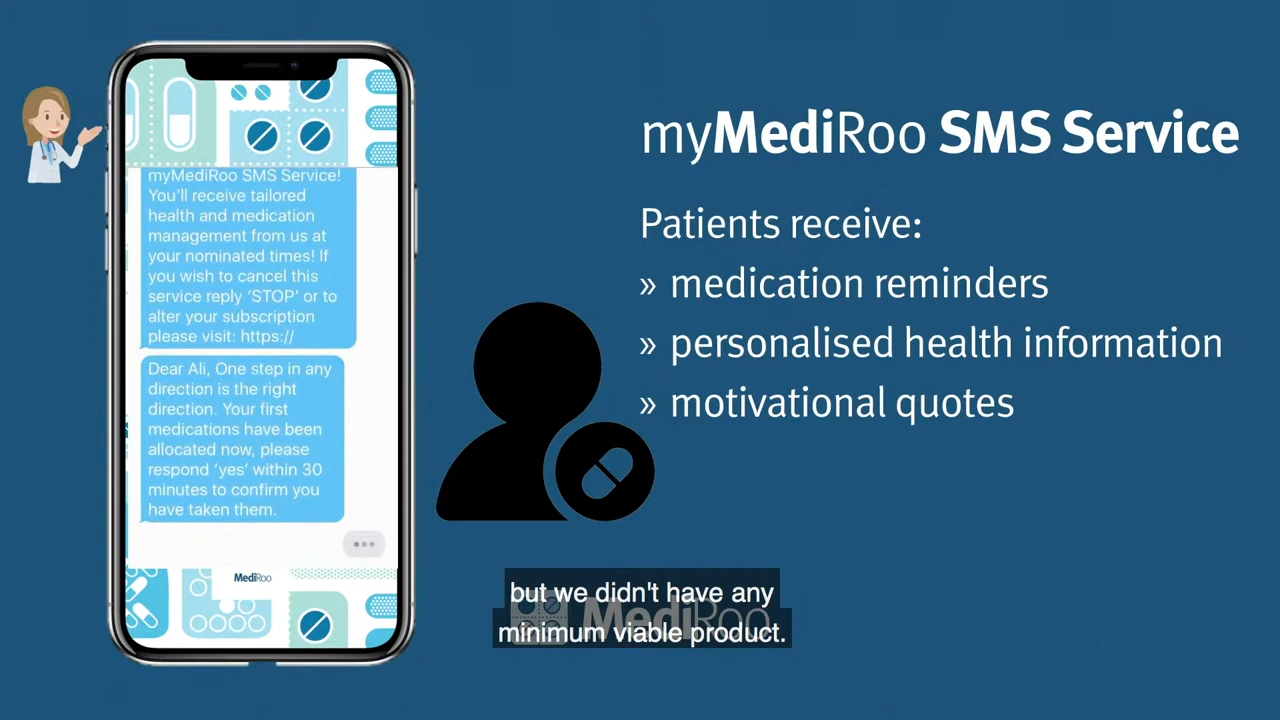 myMediRoo SMS Service!
You'll receive tailored
health and medication
management from us at
your nominated times! If
you wish to cancel this
service reply 'STOP' or to
alter your subscription
please visit: https://
Dear Ali, One step in any
direction is the right
direction. Your first
medications have been
allocated now, please
respond 'yes' within 30
minutes to confirm you
have taken them.
MediRoo
myMediRoo SMS Service
Patients receive:
» medication reminders
» personalised health information
» motivational quotes
MediRoo
but we didn't have any
minimum viable product.